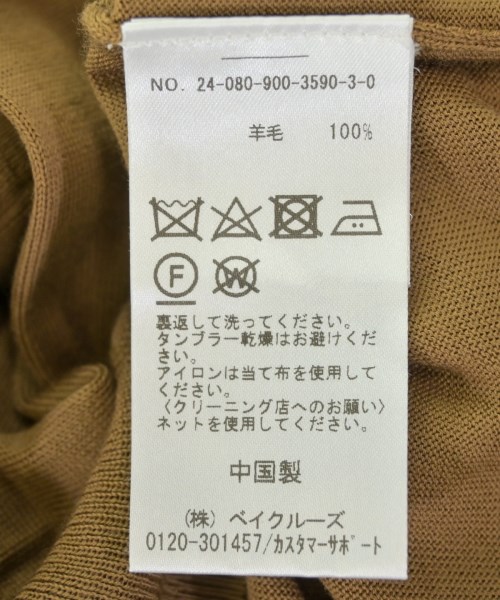 NO. 24-080-900-3590-3-0
羊毛 100%
F W
裏返して洗ってください。
タンブラー乾燥はお避けくだ
さい。
アイロンは当て布を使用して
ください。
〈クリーニング店へのお願い〉
ネットを使用してください。
中国製
(株) ベイクルーズ
0120-301457/カスタマーサポート